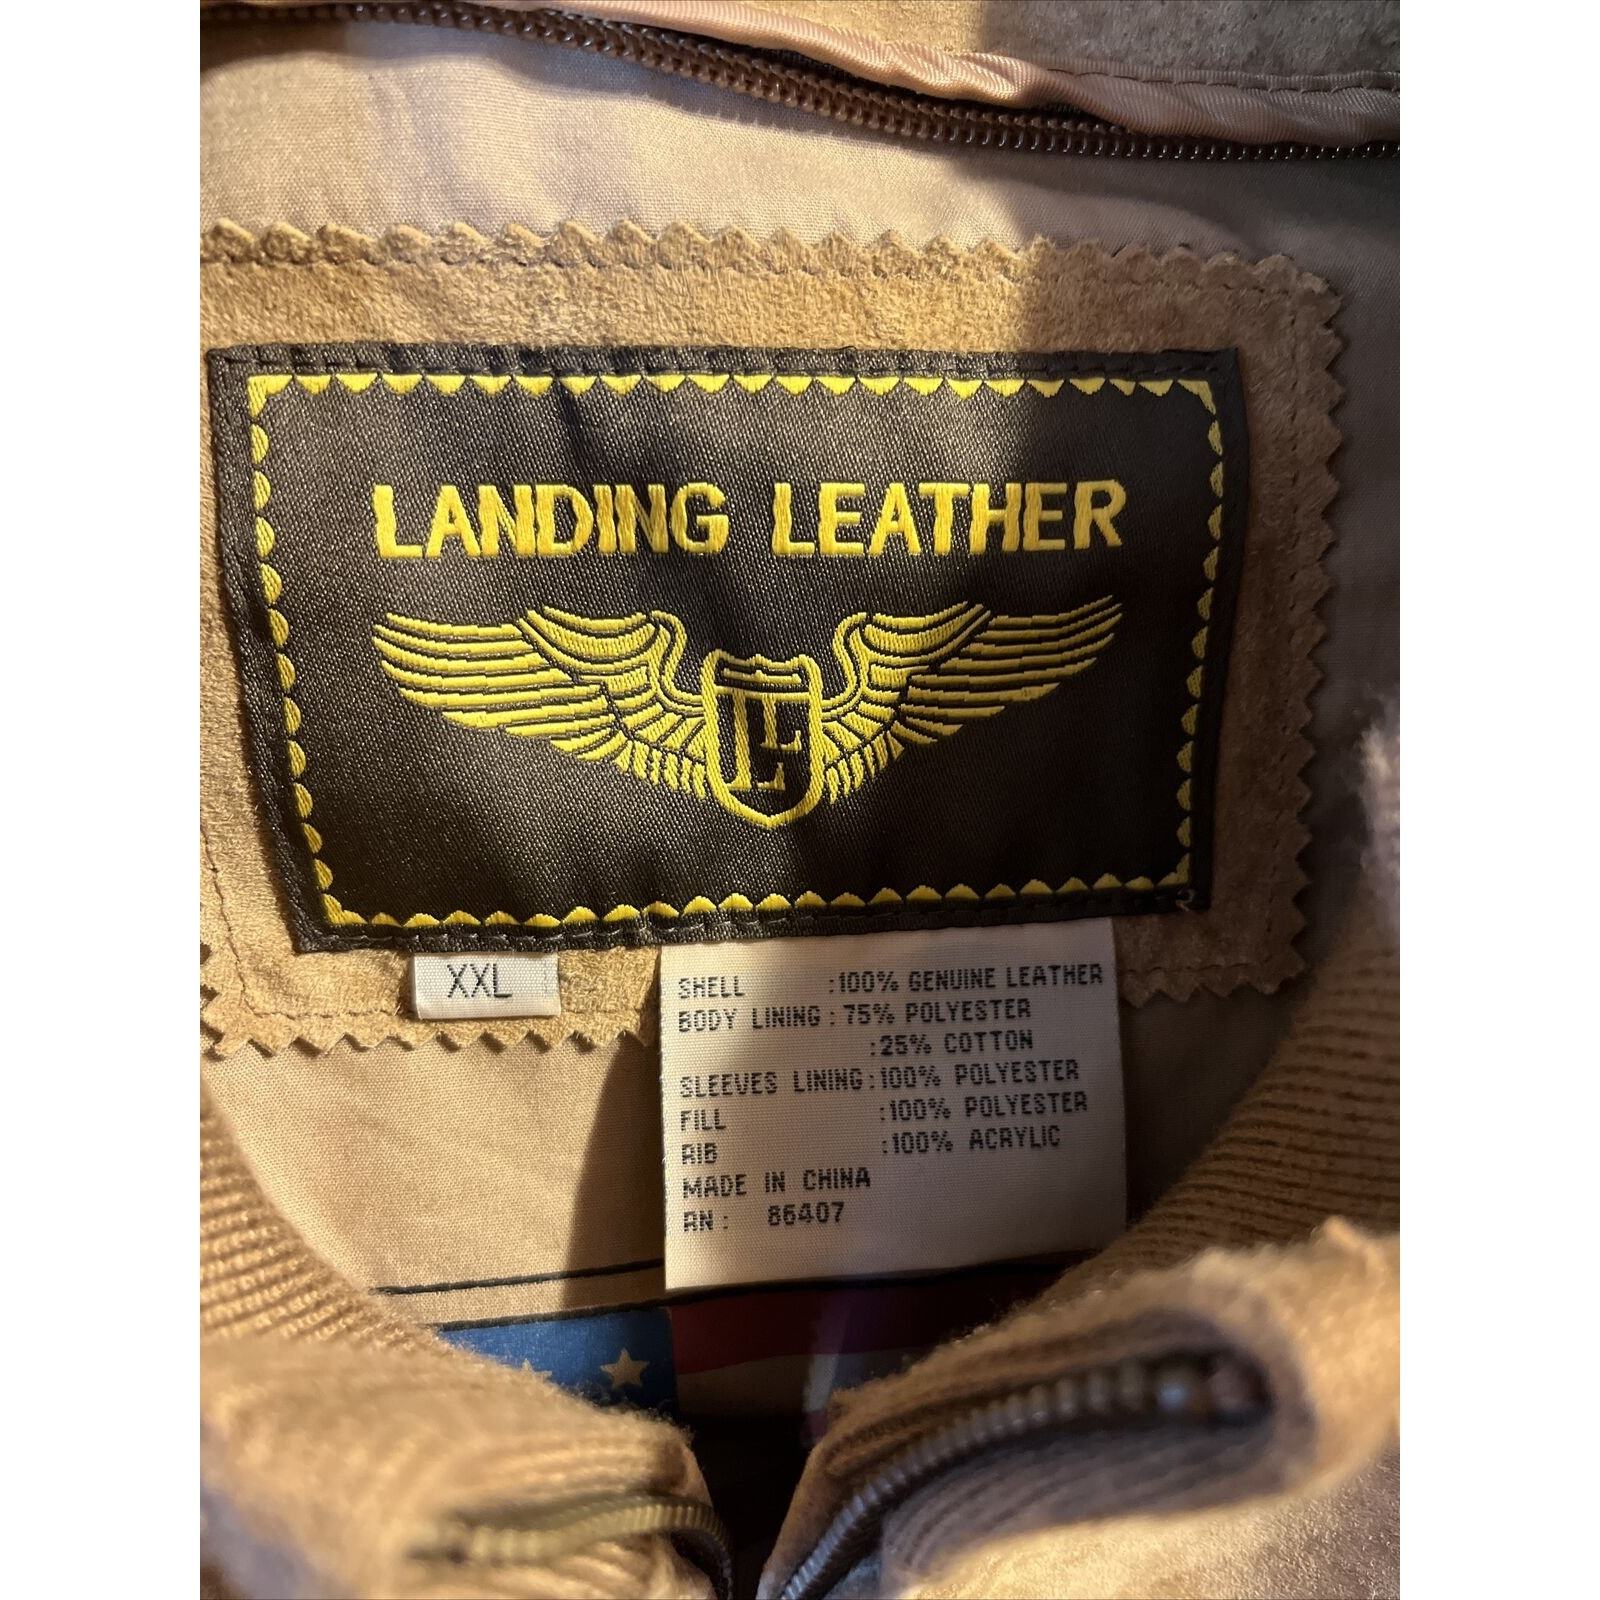 LANDING LEATHER
LL
XXL
SHELL :100% GENUINE LEATHER
BODY LINING : 75% POLYESTER
:25% COTTON
SLEEVES LINING:100% POLYESTER
FILL :100% POLYESTER
RIB :100% ACRYLIC
MADE IN CHINA
RN: 86407